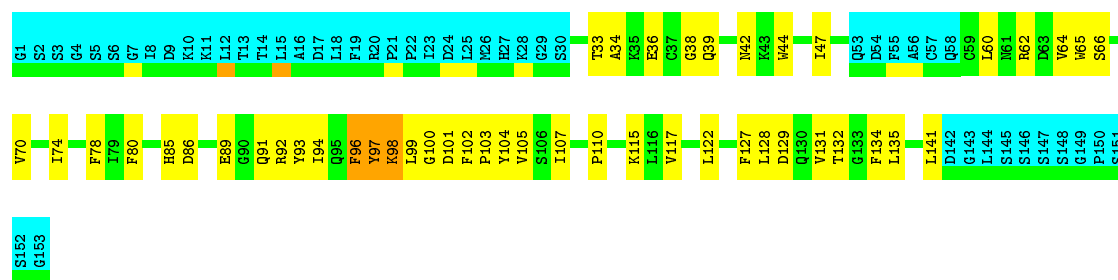 G1 S2 S3 G4 S5 S6 G7 I8 D9 K10 K11 L12 T13 T14 L15 A16 D17 L18 F19 R20 P21 P22 I23 D24 L25 M26 H27 K28 G29 S30 T33 A34 K35 E36 C37 G38 Q39 N42 K43 W44 I47 Q53 D54 F55 A56 C57 Q58 C59 L60 N61 R62 D63 V64 W65 S66
V70 I74 F78 I79 F80 H85 D86 E89 G90 Q91 R92 Y93 I94 Q95 F96 Y97 K98 L99 G100 D101 F102 P103 Y104 V105 S106 I107 P110 K115 L116 V117 L122 F127 L128 D129 Q130 V131 T132 G133 F134 L135 L141 D142 G143 L144 S145 S146 S147 S148 G149 P150 G151
S152 G153